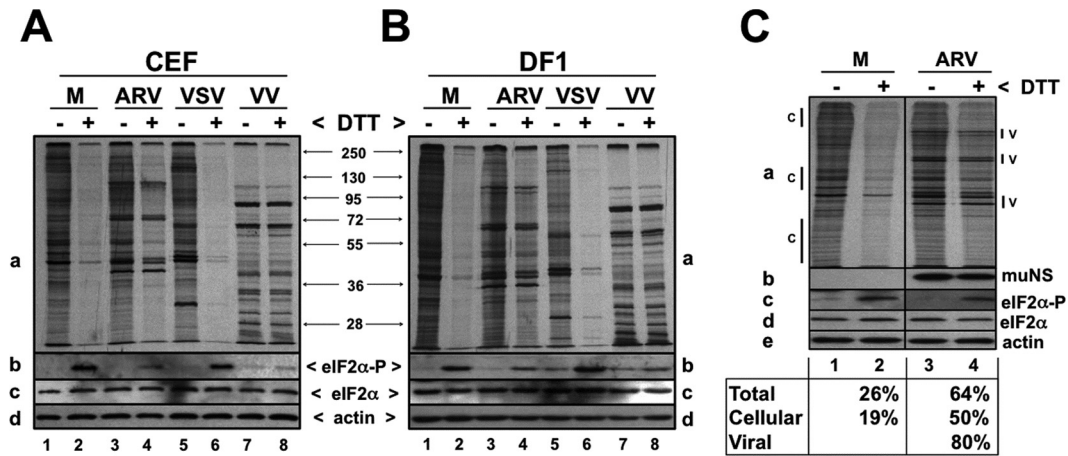 A B C
CEF DF1
M ARV VSV VV M ARV VSV VV M ARV
- + - + - + - + < DTT > - + - + - + - + - + - + < DTT
250
130
95
72
55
36
28
a a
b < eIF2α-P > b
c < eIF2α > c
d < actin > d
1 2 3 4 5 6 7 8 1 2 3 4 5 6 7 8
c v
v
a c
v
c
b muNS
c eIF2α-P
d eIF2α
e actin
1 2 3 4
Total 26% 64%
Cellular 19% 50%
Viral 80%